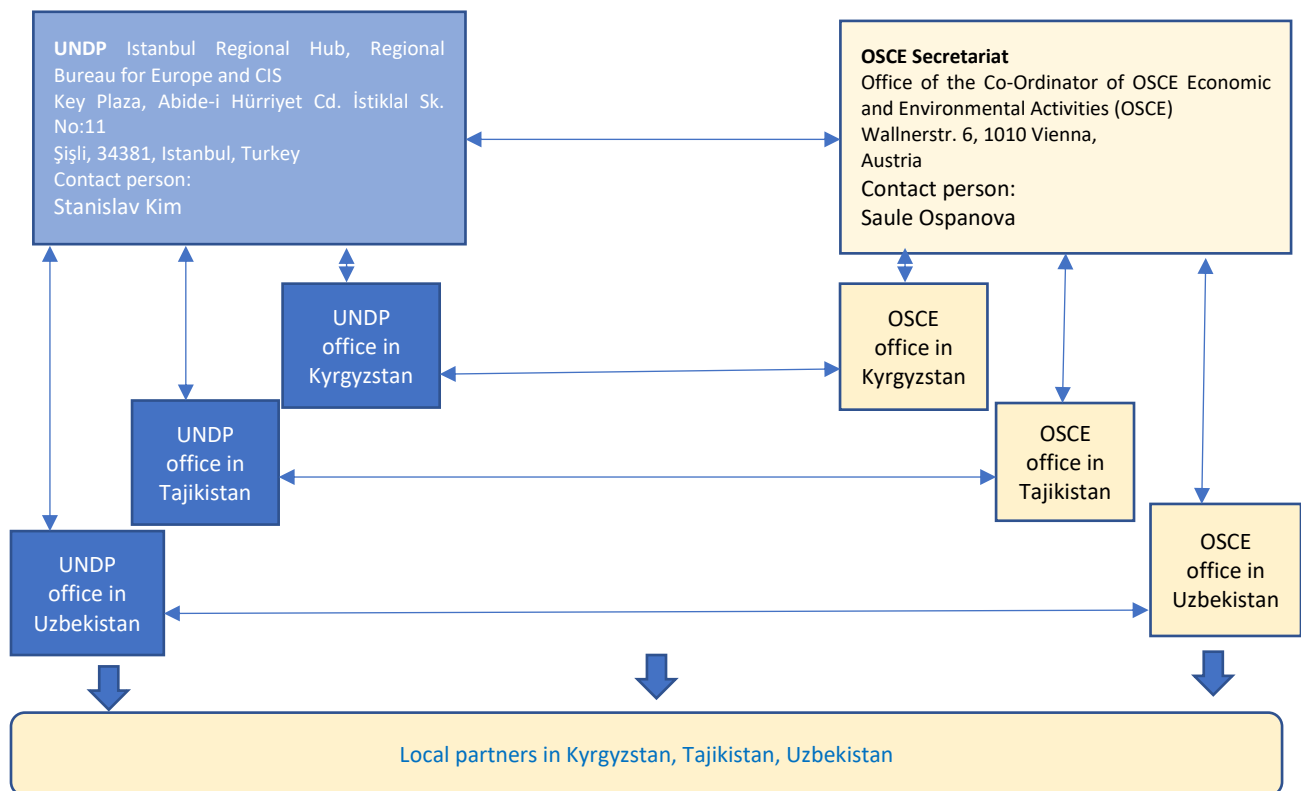 UNDP Istanbul Regional Hub, Regional
Bureau for Europe and CIS
Key Plaza, Abide-i Hürriyet Cd. İstiklal Sk.
No:11
Şişli, 34381, Istanbul, Turkey
Contact person:
Stanislav Kim
OSCE Secretariat
Office of the Co-Ordinator of OSCE Economic
and Environmental Activities (OSCE)
Wallnerstr. 6, 1010 Vienna,
Austria
Contact person:
Saule Ospanova
UNDP
office in
Kyrgyzstan
OSCE
office in
Kyrgyzstan
UNDP
office in
Tajikistan
OSCE
office in
Tajikistan
UNDP
office in
Uzbekistan
OSCE
office in
Uzbekistan
Local partners in Kyrgyzstan, Tajikistan, Uzbekistan